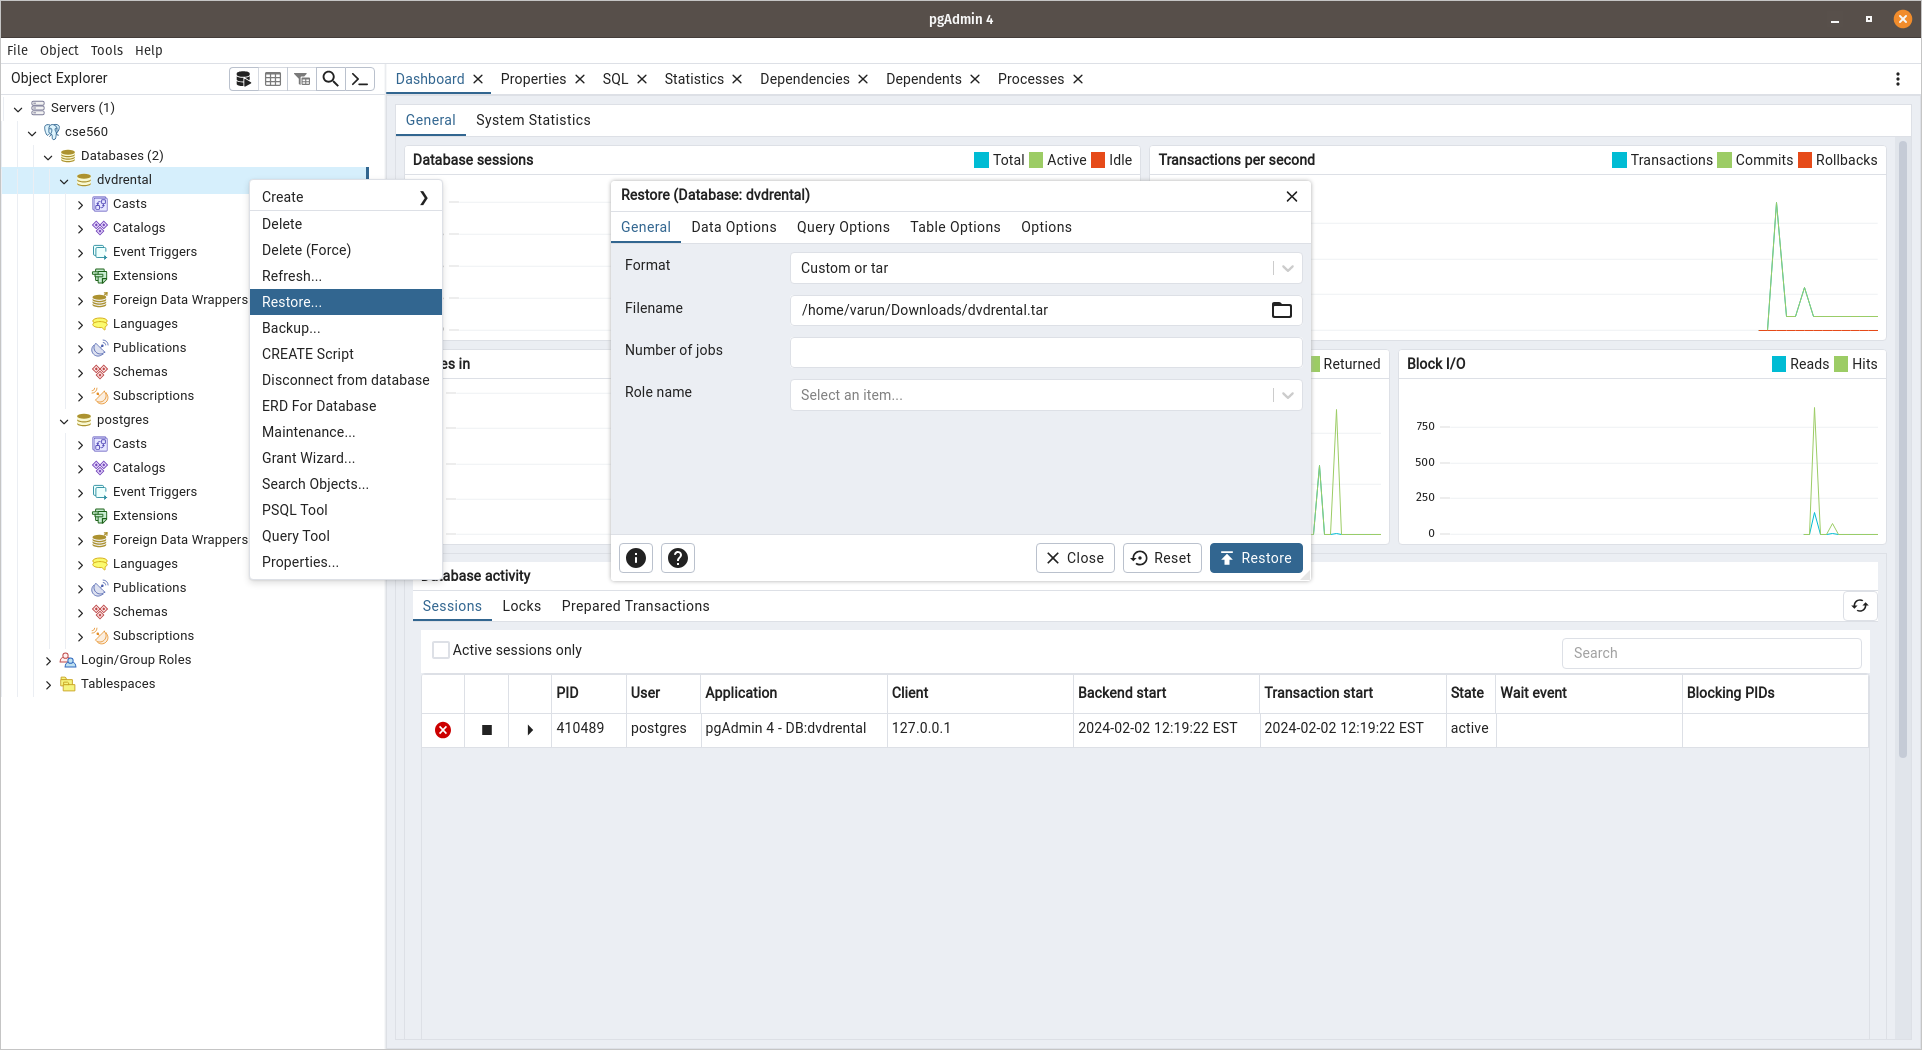 pgAdmin 4
File Object Tools Help
Object Explorer
Dashboard Properties SQL Statistics Dependencies Dependents Processes
Servers (1)
cse560
Databases (2)
dvdrental
Casts
Catalogs
Event Triggers
Extensions
Foreign Data Wrappers
Languages
Publications
Schemas
Subscriptions
postgres
Casts
Catalogs
Event Triggers
Extensions
Foreign Data Wrappers
Languages
Publications
Schemas
Subscriptions
Login/Group Roles
Tablespaces
Create
Delete
Delete (Force)
Refresh...
Restore...
Backup...
CREATE Script
Disconnect from database
ERD For Database
Maintenance...
Grant Wizard...
Search Objects...
PSQL Tool
Query Tool
Properties...
General System Statistics
Database sessions Total Active Idle
Transactions per second Transactions Commits Rollbacks
Restore (Database: dvdrental)
General Data Options Query Options Table Options Options
Format Custom or tar
Filename /home/varun/Downloads/dvdrental.tar
Number of jobs
Role name Select an item...
Close Reset Restore
es in
Returned
Block I/O Reads Hits
750
500
250
0
atabase activity
Sessions Locks Prepared Transactions
Active sessions only Search
PID User Application Client Backend start Transaction start State Wait event Blocking PIDs
410489 postgres pgAdmin 4 - DB:dvdrental 127.0.0.1 2024-02-02 12:19:22 EST 2024-02-02 12:19:22 EST active